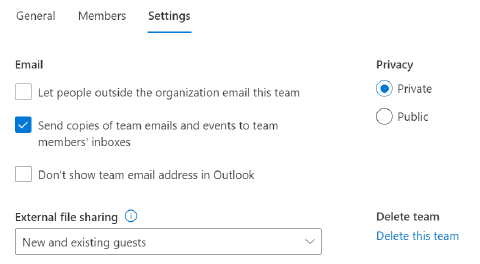 General Members Settings
Email
Let people outside the organization email this team
Send copies of team emails and events to team
members' inboxes
Don't show team email address in Outlook
External file sharing
New and existing guests
Privacy
Private
Public
Delete team
Delete this team